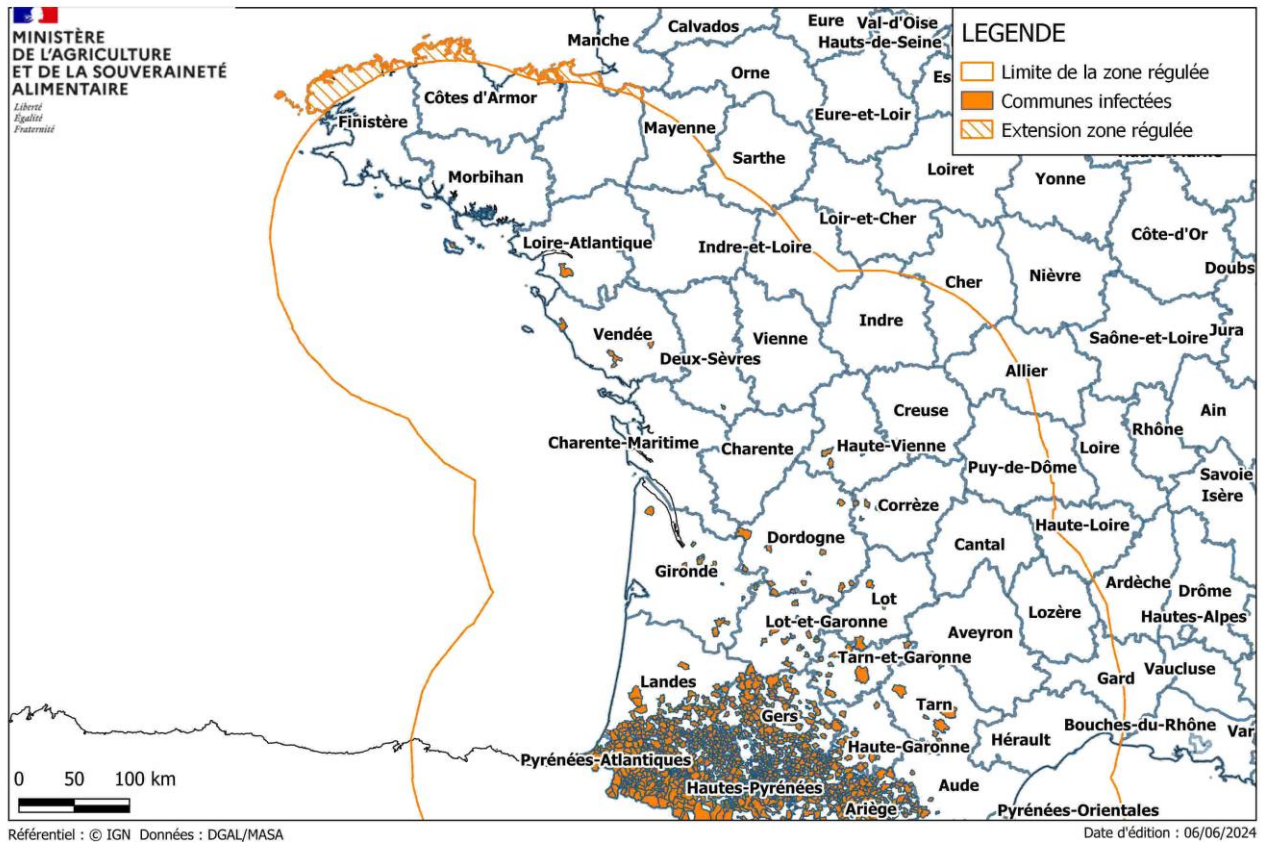 MINISTÈRE
DE L'AGRICULTURE
ET DE LA SOUVERAINETÉ
ALIMENTAIRE
Liberté
Égalité
Fraternité
LEGENDE
Limite de la zone régulée
Communes infectées
Extension zone régulée
Manche
Calvados
Eure
Val-d'Oise
Hauts-de-Seine
Es
Orne
Eure-et-Loir
Côtes d'Armor
Finistère
Mayenne
Sarthe
Morbihan
Loiret
Yonne
Loir-et-Cher
Loire-Atlantique
Indre-et-Loire
Côte-d'Or
Doubs
Cher
Nièvre
Indre
Vendée
Vienne
Deux-Sèvres
Saône-et-Loire
Jura
Allier
Creuse
Ain
Rhône
Charente-Maritime
Charente
Haute-Vienne
Loire
Puy-de-Dôme
Savoie
Isère
Corrèze
Haute-Loire
Dordogne
Cantal
Gironde
Ardèche
Drôme
Lot
Lozère
Hautes-Alpes
Lot-et-Garonne
Aveyron
Tarn-et-Garonne
Vaucluse
Gard
Landes
Tarn
Gers
Bouches-du-Rhône
Var
Hérault
Haute-Garonne
Pyrénées-Atlantiques
Hautes-Pyrénées
Aude
Ariège
Pyrénées-Orientales
0 50 100 km
Référentiel : © IGN Données : DGAL/MASA
Date d'édition : 06/06/2024